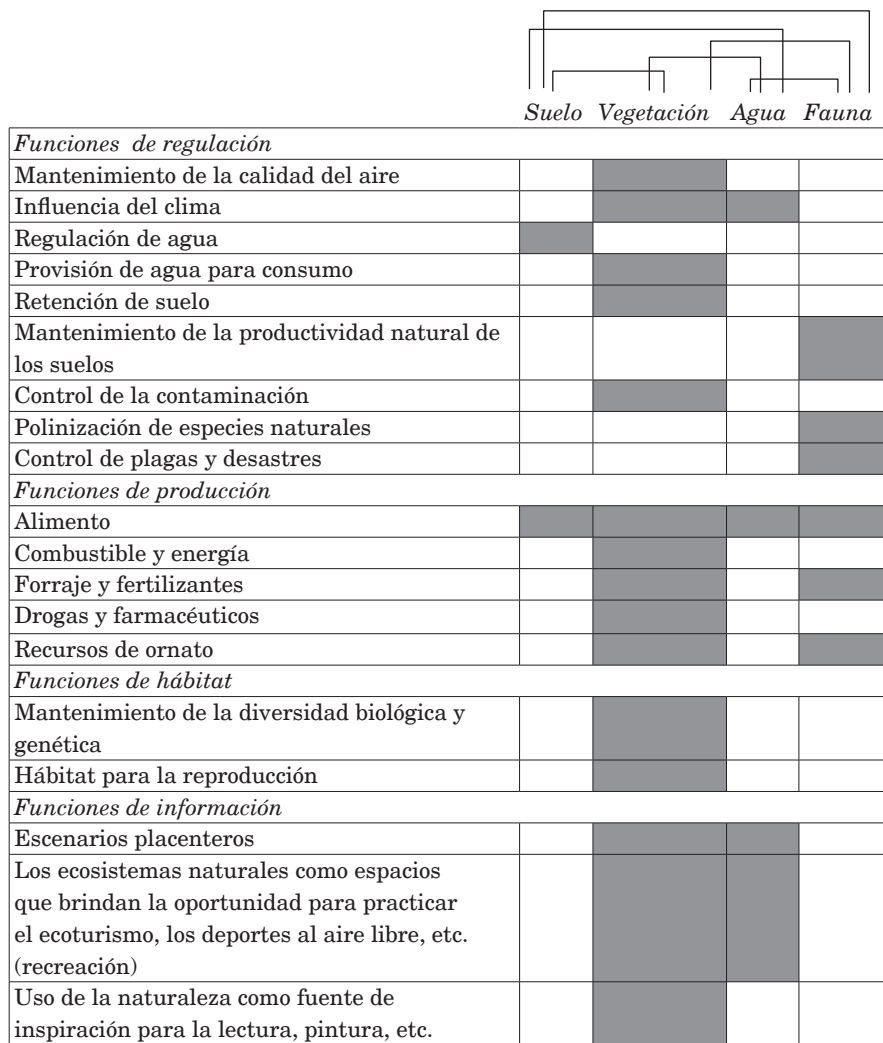 Suelo Vegetación Agua Fauna
Funciones de regulación
Mantenimiento de la calidad del aire
Influencia del clima
Regulación de agua
Provisión de agua para consumo
Retención de suelo
Mantenimiento de la productividad natural de
los suelos
Control de la contaminación
Polinización de especies naturales
Control de plagas y desastres
Funciones de producción
Alimento
Combustible y energía
Forraje y fertilizantes
Drogas y farmacéuticos
Recursos de ornato
Funciones de hábitat
Mantenimiento de la diversidad biológica y
genética
Hábitat para la reproducción
Funciones de información
Escenarios placenteros
Los ecosistemas naturales como espacios
que brindan la oportunidad para practicar
el ecoturismo, los deportes al aire libre, etc.
(recreación)
Uso de la naturaleza como fuente de
inspiración para la lectura, pintura, etc.